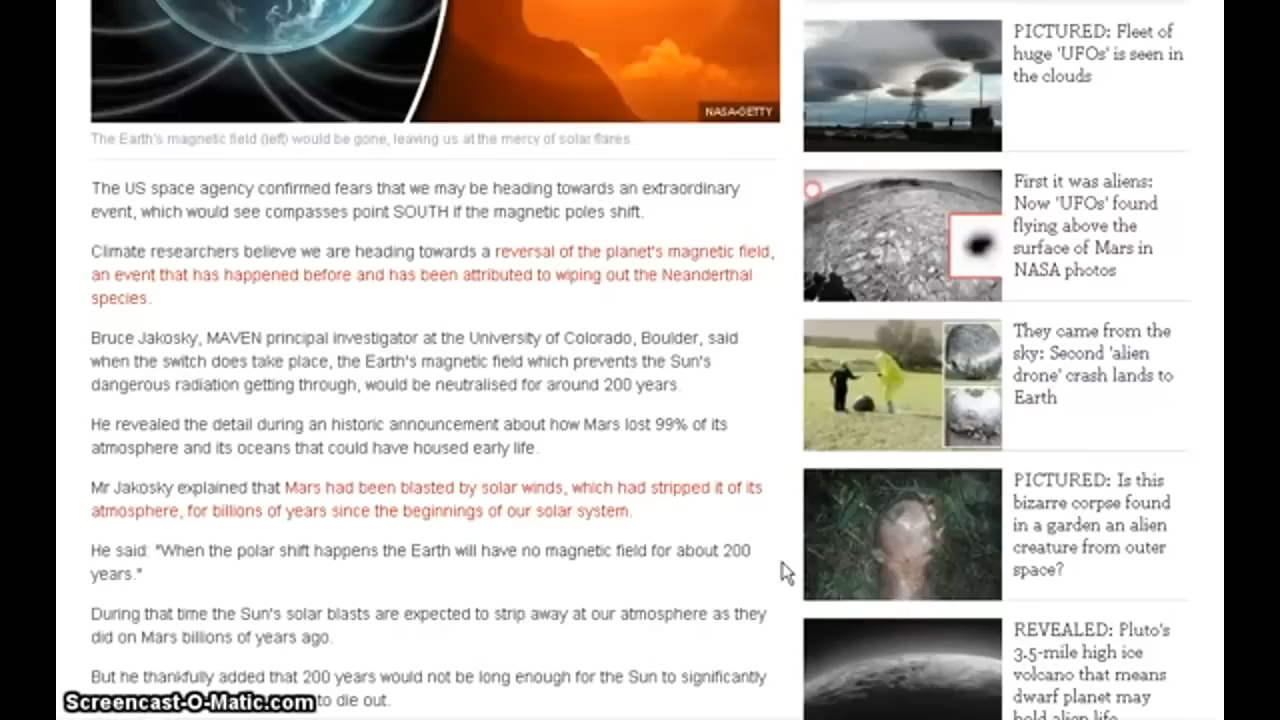 NASA•GETTY
The Earth's magnetic field (left) would be gone, leaving us at the mercy of solar flares
The US space agency confirmed fears that we may be heading towards an extraordinary
event, which would see compasses point SOUTH if the magnetic poles shift.
Climate researchers believe we are heading towards a reversal of the planet's magnetic field,
an event that has happened before and has been attributed to wiping out the Neanderthal
species.
Bruce Jakosky, MAVEN principal investigator at the University of Colorado, Boulder, said
when the switch does take place, the Earth's magnetic field which prevents the Sun's
dangerous radiation getting through, would be neutralised for around 200 years.
He revealed the detail during an historic announcement about how Mars lost 99% of its
atmosphere and its oceans that could have housed early life.
Mr Jakosky explained that Mars had been blasted by solar winds, which had stripped it of its
atmosphere, for billions of years since the beginnings of our solar system.
He said: "When the polar shift happens the Earth will have no magnetic field for about 200
years."
During that time the Sun's solar blasts are expected to strip away at our atmosphere as they
did on Mars billions of years ago.
But he thankfully added that 200 years would not be long enough for the Sun to significantly
to die out.
Screencast-O-Matic.com
PICTURED: Fleet of
huge 'UFOs' is seen in
the clouds
First it was aliens:
Now 'UFOs' found
flying above the
surface of Mars in
NASA photos
They came from the
sky: Second 'alien
drone' crash lands to
Earth
PICTURED: Is this
bizarre corpse found
in a garden an alien
creature from outer
space?
REVEALED: Pluto's
3.5-mile high ice
volcano that means
dwarf planet may
hold alien life